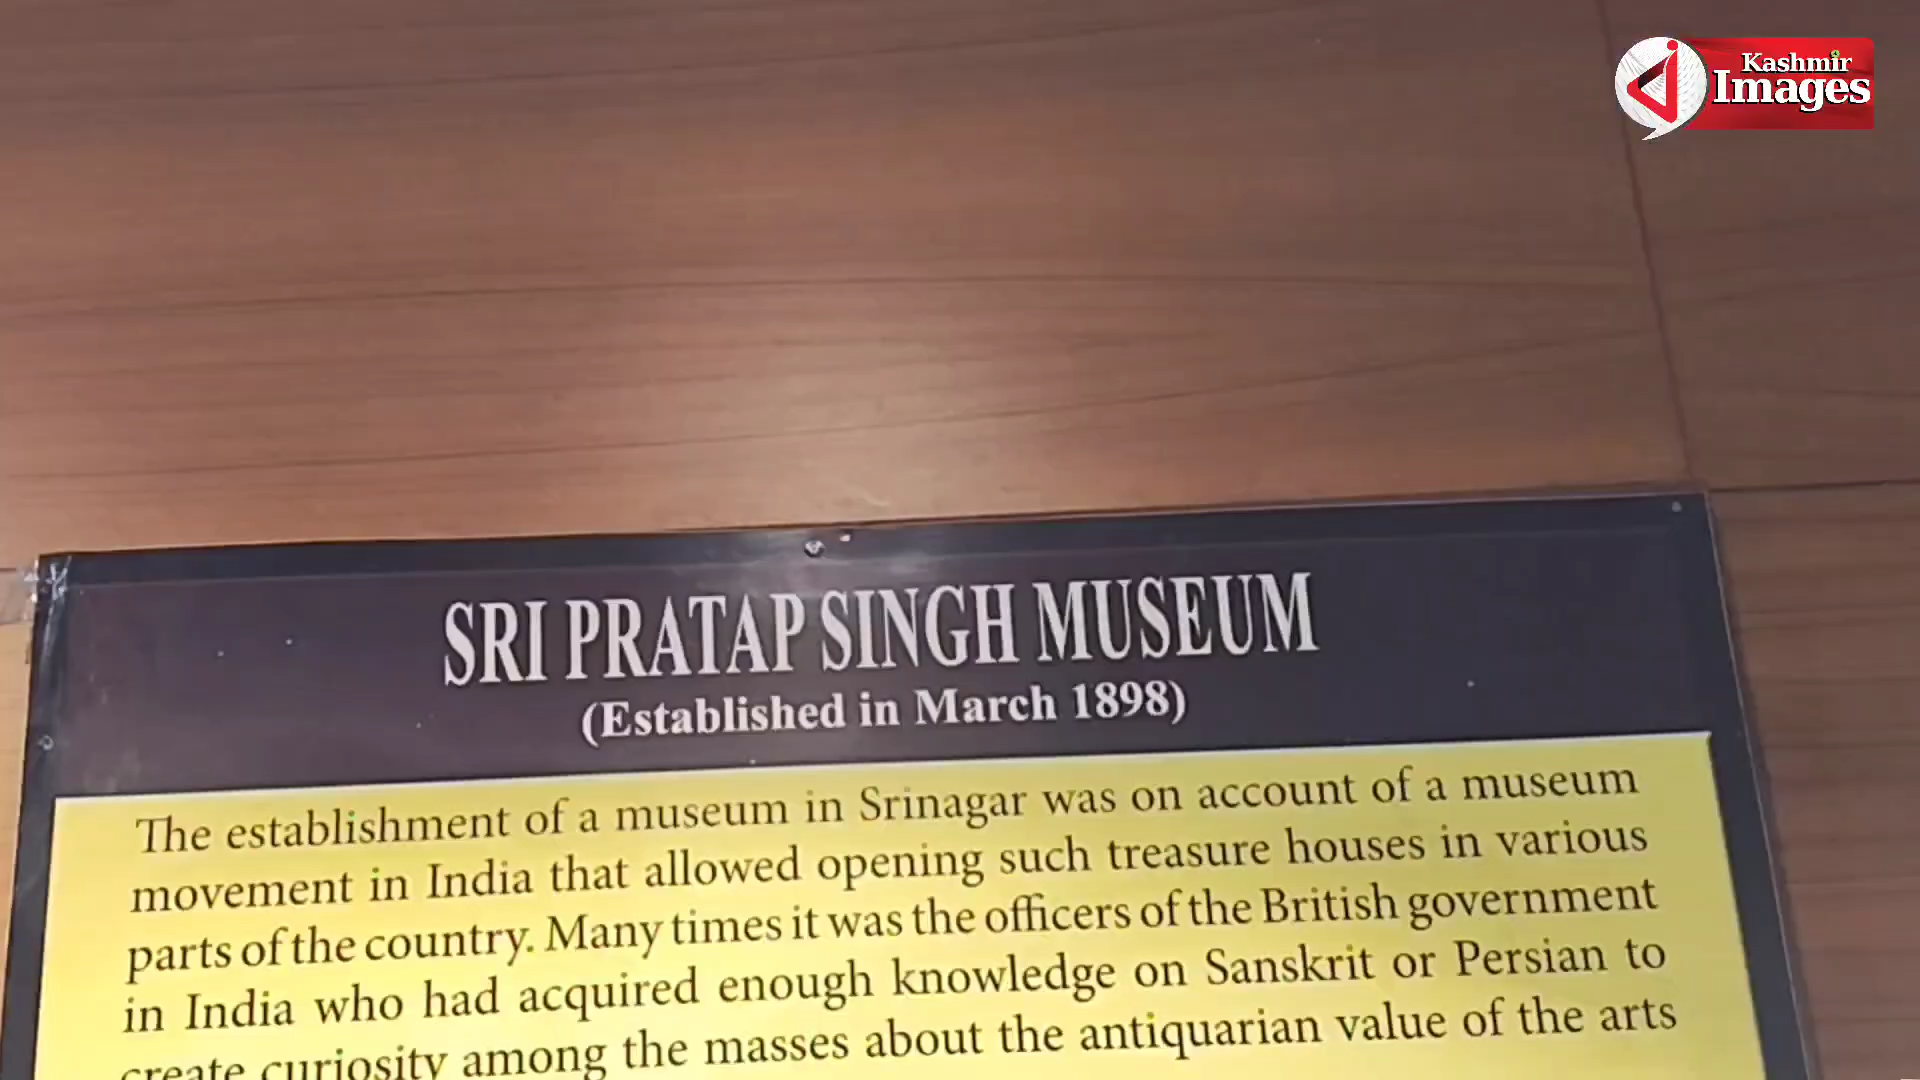 Kashmir
Images
SRI PRATAP SINGH MUSEUM
(Established in March 1898)
The establishment of a museum in Srinagar was on account of a museum
movement in India that allowed opening such treasure houses in various
parts of the country. Many times it was the officers of the British government
in India who had acquired enough knowledge on Sanskrit or Persian to
create curiosity among the masses about the antiquarian value of the arts